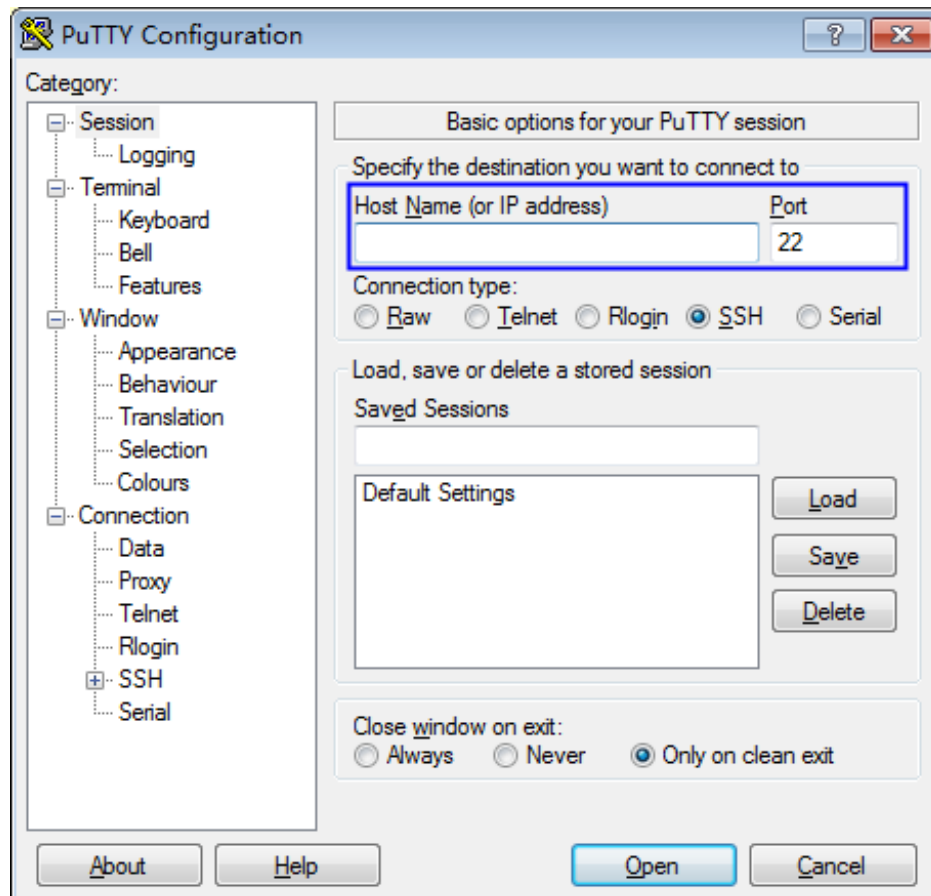 PuTTY Configuration
Category:
Session
Logging
Terminal
Keyboard
Bell
Features
Window
Appearance
Behaviour
Translation
Selection
Colours
Connection
Data
Proxy
Telnet
Rlogin
SSH
Serial
Basic options for your PuTTY session
Specify the destination you want to connect to
Host Name (or IP address) Port
22
Connection type:
Raw Telnet Rlogin SSH Serial
Load, save or delete a stored session
Saved Sessions
Default Settings
Load
Save
Delete
Close window on exit:
Always Never Only on clean exit
About Help Open Cancel